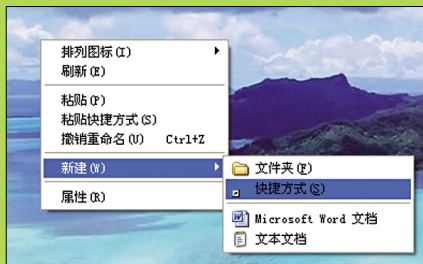 排列图标(I)
刷新(E)
粘贴(P)
粘贴快捷方式(S)
撤销重命名(U) Ctrl+Z
新建(W)
属性(R)
文件夹(F)
快捷方式(S)
Microsoft Word 文档
文本文档